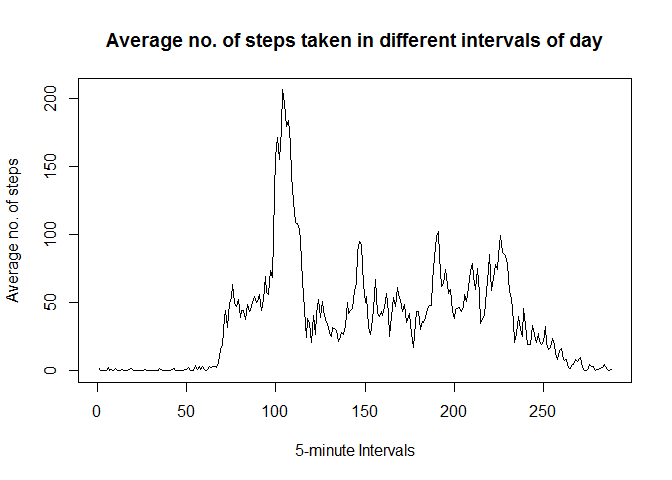 Average no. of steps taken in different intervals of day
Average no. of steps
200
150
100
50
0
0 50 100 150 200 250
5-minute Intervals